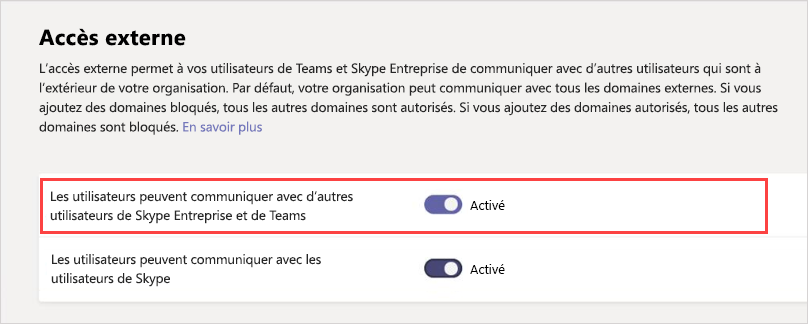 Accès externe
L'accès externe permet à vos utilisateurs de Teams et Skype Entreprise de communiquer avec d'autres utilisateurs qui sont à
l'extérieur de votre organisation. Par défaut, votre organisation peut communiquer avec tous les domaines externes. Si vous
ajoutez des domaines bloqués, tous les autres domaines sont autorisés. Si vous ajoutez des domaines autorisés, tous les autres
domaines sont bloqués. En savoir plus
Les utilisateurs peuvent communiquer avec d'autres
utilisateurs de Skype Entreprise et de Teams
Activé
Les utilisateurs peuvent communiquer avec les
utilisateurs de Skype
Activé